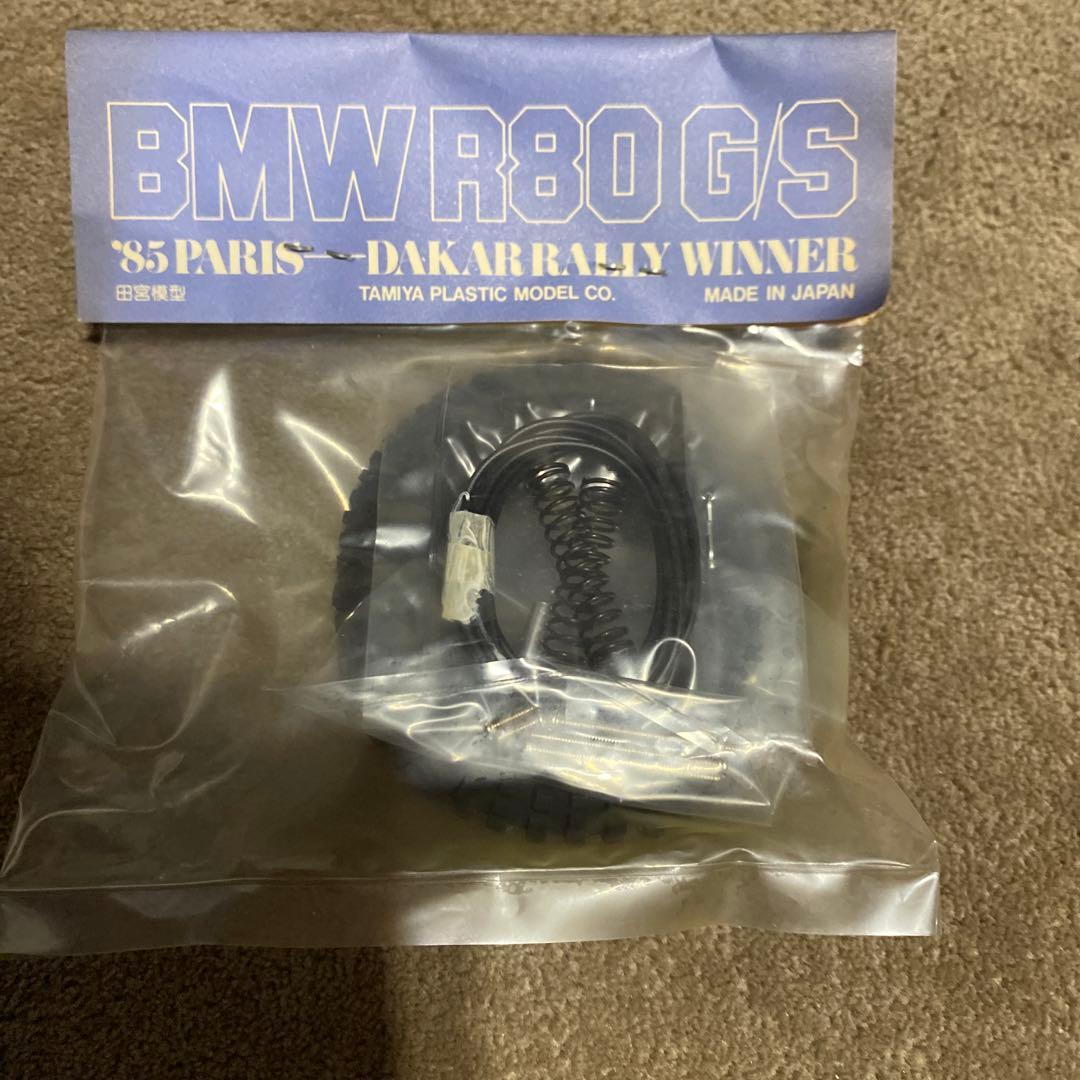 BMW R80 G/S
'85 PARIS—DAKAR RALLY WINNER
田宮模型 TAMIYA PLASTIC MODEL CO. MADE IN JAPAN